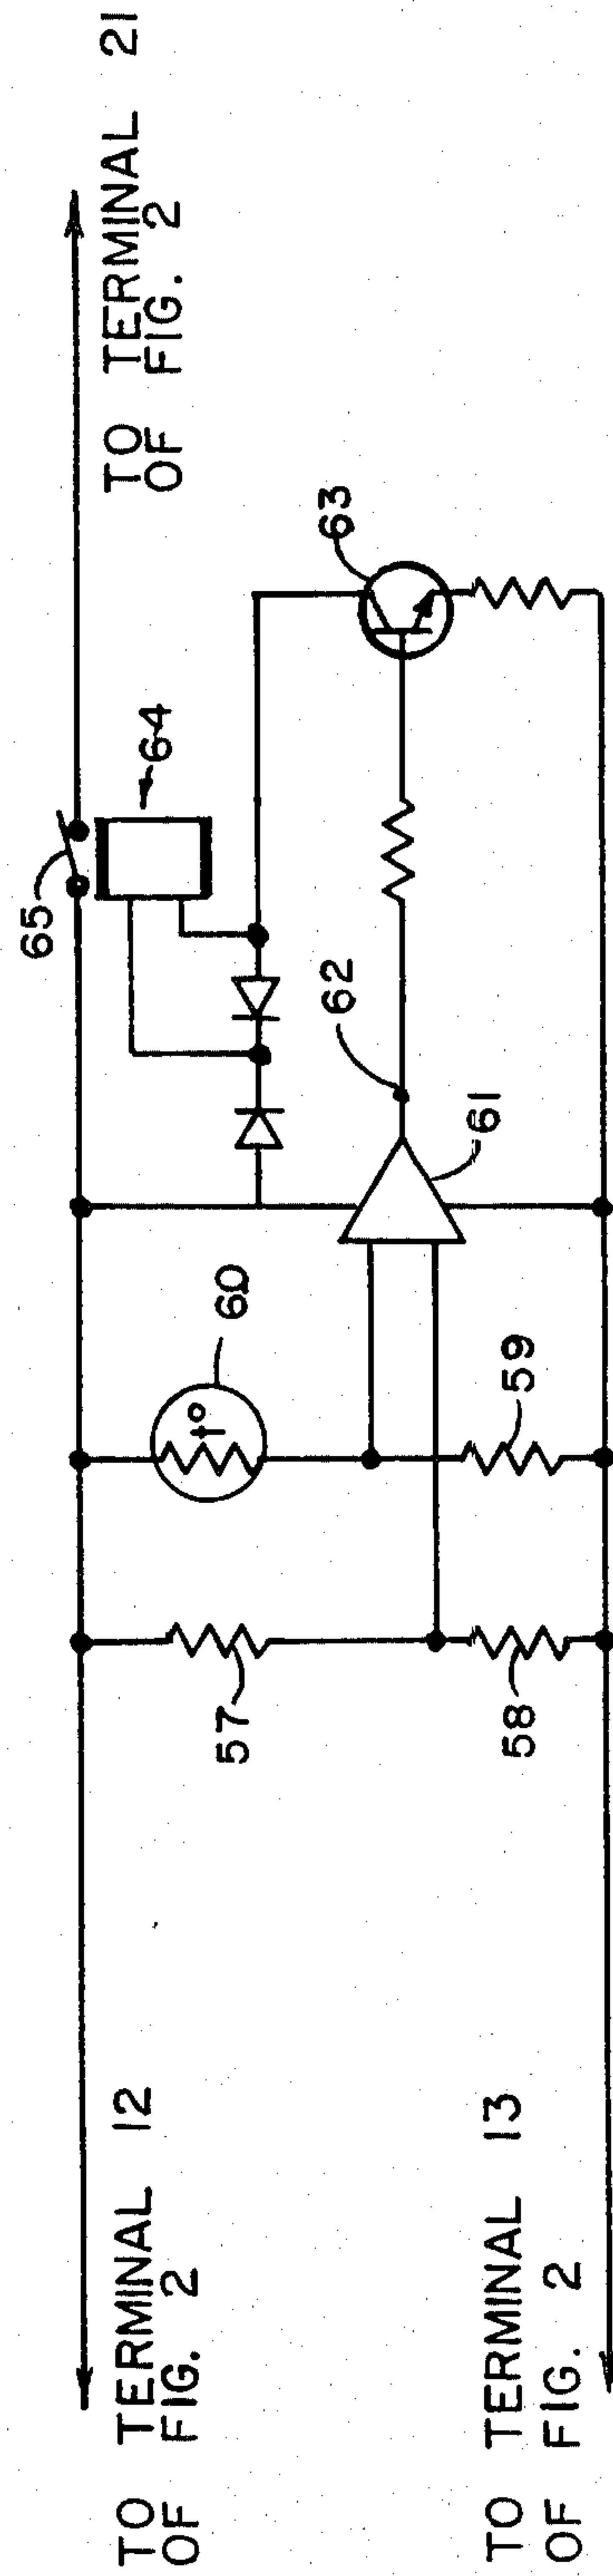 TO TERMINAL 12
OF FIG. 2
TO TERMINAL 21
OF FIG. 2
65
64
60
t°
57
63
62
61
59
58
TO TERMINAL 13
OF FIG. 2